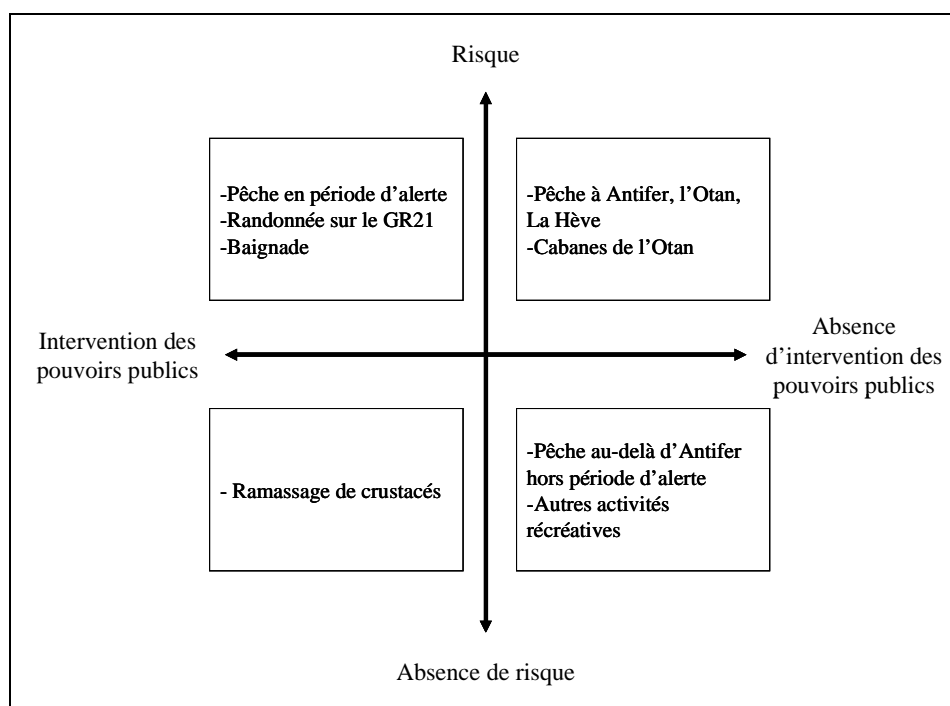 Risque
-Pêche en période d’alerte
-Randonnée sur le GR21
-Baignade
-Pêche à Antifer, l’Otan,
La Hève
-Cabanes de l’Otan
Intervention des
pouvoirs publics
Absence
d’intervention des
pouvoirs publics
- Ramassage de crustacés
-Pêche au-delà d’Antifer
hors période d’alerte
-Autres activités
récréatives
Absence de risque